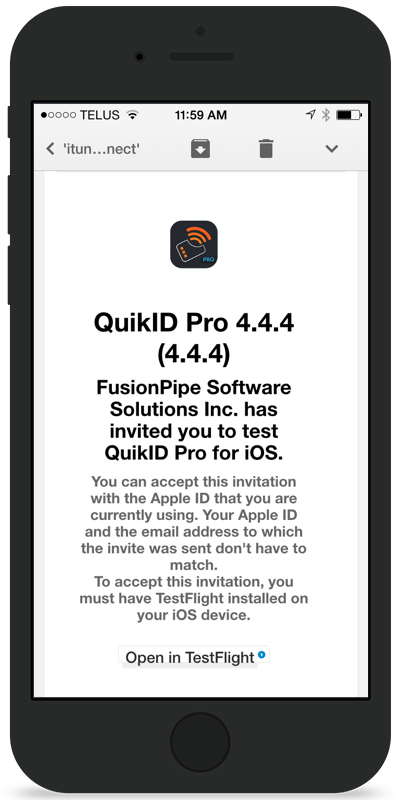 ●○○○○ TELUS 11:59 AM
'itun...nect'
PRO
QuikID Pro 4.4.4
(4.4.4)
FusionPipe Software
Solutions Inc. has
invited you to test
QuikID Pro for iOS.
You can accept this invitation
with the Apple ID that you are
currently using. Your Apple ID
and the email address to which
the invite was sent don't have to
match.
To accept this invitation, you
must have TestFlight installed on
your iOS device.
Open in TestFlight